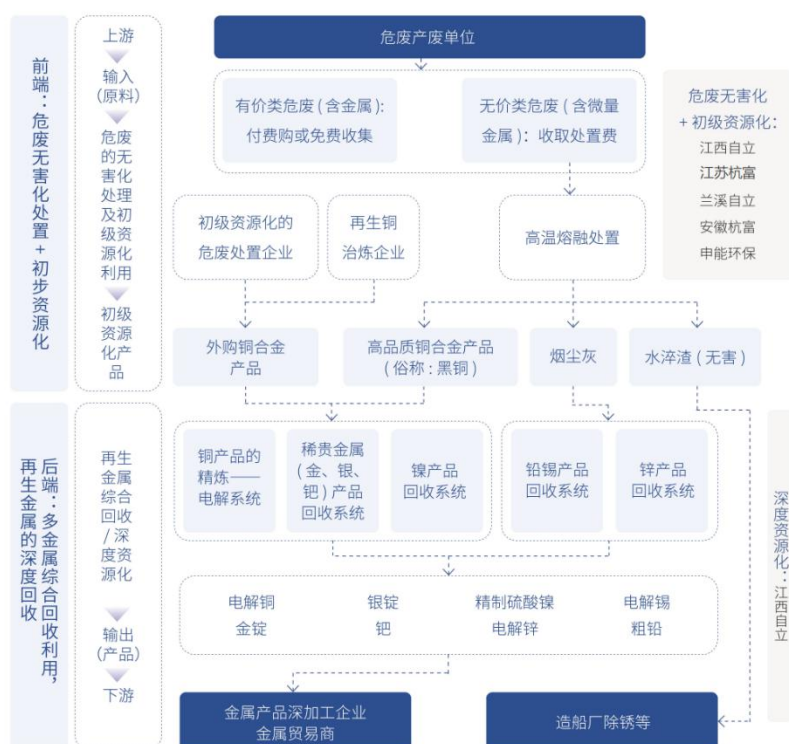 前端：危废无害化处置+初步资源化
上游
输入
（原料）
危废
的无
害化
处理
及初
级资
源化
利用
初级
资源
化产
品
危废产废单位
有价类危废（含金属）:
付费购或免费收集
无价类危废（含微量
金属）：收取处置费
初级资源化的
危废处置企业
再生铜
冶炼企业
高温熔融处置
外购铜合金
产品
高品质铜合金产品
（俗称：黑铜）
烟尘灰
水淬渣（无害）
危废无害化
+初级资源化：
江西自立
江苏杭富
兰溪自立
安徽杭富
申能环保
后端：多金属综合回收利用，
再生金属的深度回收
再生
金属
综合
回收
/深
度资
源化
输出
（产品）
下游
铜产品的
精炼——
电解系统
稀贵金属
（金、银、
钯）产品
回收系统
镍产品
回收系统
铅锡产品
回收系统
锌产品
回收系统
电解铜
银锭
精制硫酸镍
电解锡
金锭
钯
电解锌
粗铅
金属产品深加工企业
金属贸易商
造船厂除锈等
深度资源化：江西自立